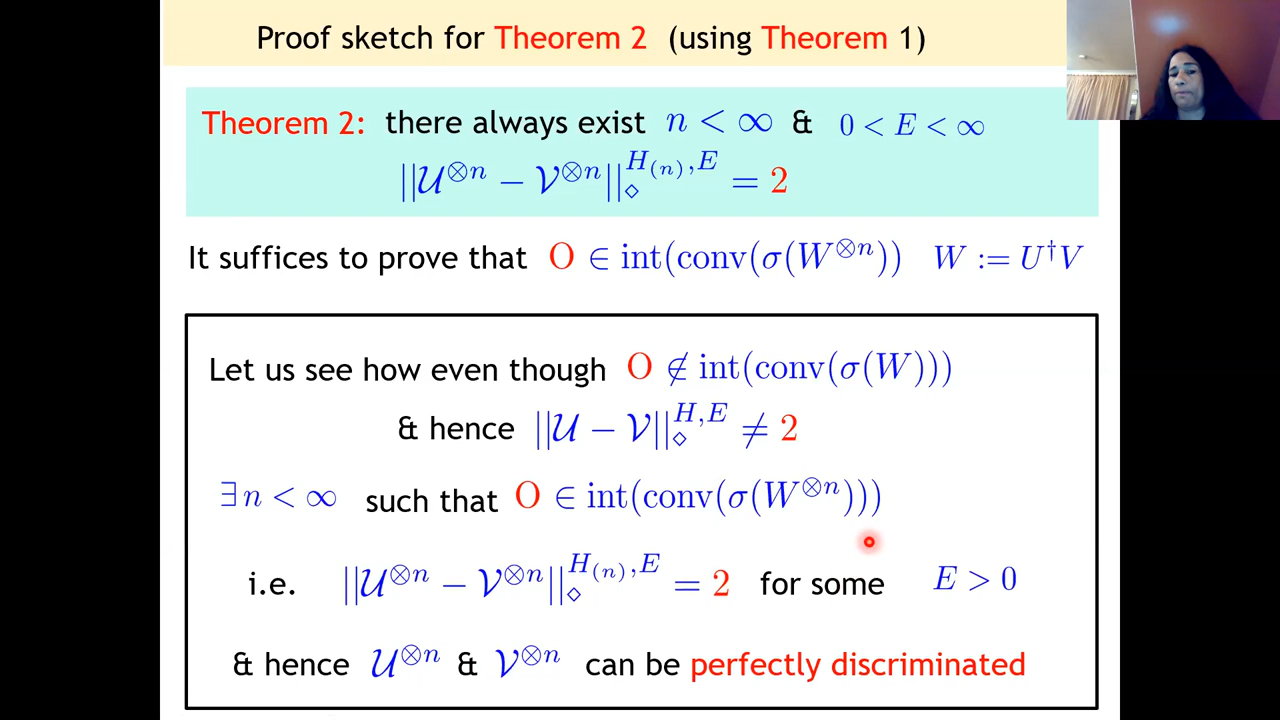 Proof sketch for Theorem 2 (using Theorem 1)
Theorem 2: there always exist n < ∞ & 0 < E < ∞
||𝒰^{⊗n} − 𝒱^{⊗n}||_⋄^{H_{(n)},E} = 2
It suffices to prove that O ∈ int(conv(σ(W^{⊗n})) W := U^†V
Let us see how even though O ∉ int(conv(σ(W)))
& hence ||𝒰 − 𝒱||_⋄^{H,E} ≠ 2
∃ n < ∞ such that O ∈ int(conv(σ(W^{⊗n})))
i.e. ||𝒰^{⊗n} − 𝒱^{⊗n}||_⋄^{H_{(n)},E} = 2 for some E > 0
& hence 𝒰^{⊗n} & 𝒱^{⊗n} can be perfectly discriminated